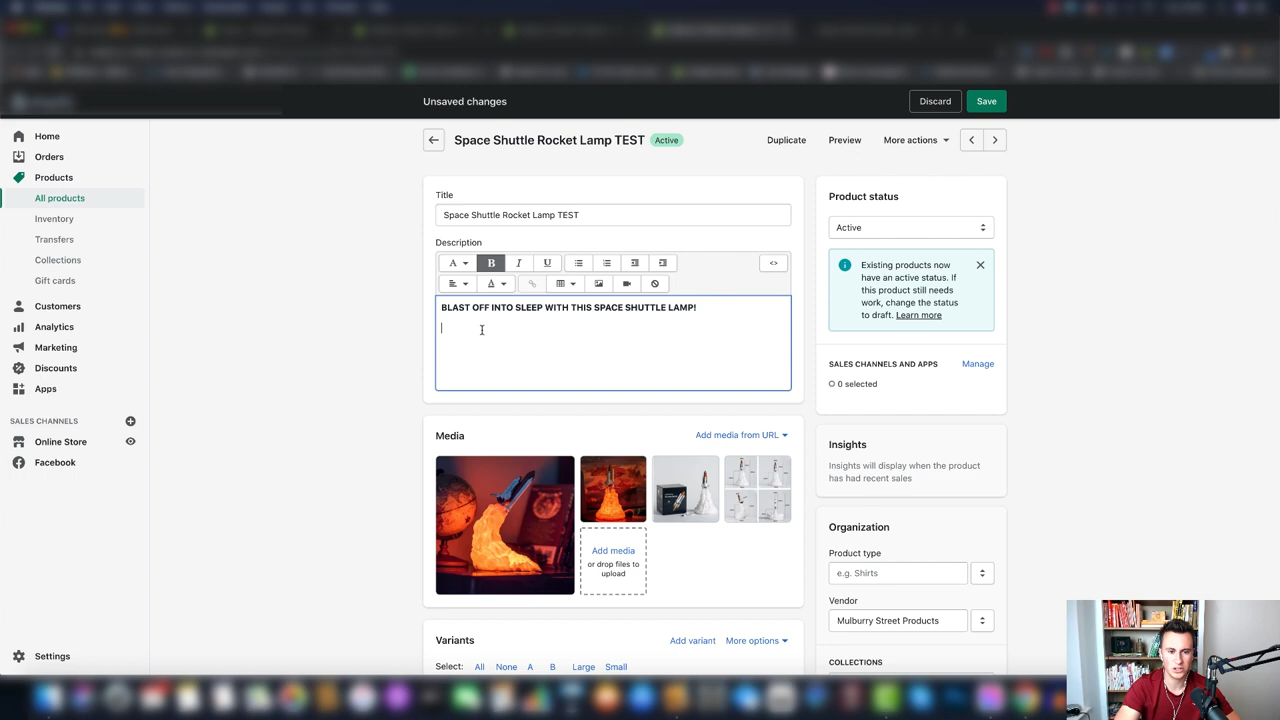 Unsaved changes
Discard
Save
Space Shuttle Rocket Lamp TEST
Active
Duplicate
Preview
More actions
Home
Orders
Products
All products
Inventory
Transfers
Collections
Gift cards
Customers
Analytics
Marketing
Discounts
Apps
SALES CHANNELS
Online Store
Facebook
Settings
Title
Space Shuttle Rocket Lamp TEST
Description
A B I U <>
A
BLAST OFF INTO SLEEP WITH THIS SPACE SHUTTLE LAMP!
Media
Add media from URL
Add media
or drop files to
upload
Variants
Add variant
More options
Select: All None A B Large Small
Product status
Active
Existing products now
have an active status. If
this product still needs
work, change the status
to draft. Learn more
SALES CHANNELS AND APPS
Manage
0 selected
Insights
Insights will display when the product
has had recent sales
Organization
Product type
e.g. Shirts
Vendor
Mulburry Street Products
COLLECTIONS